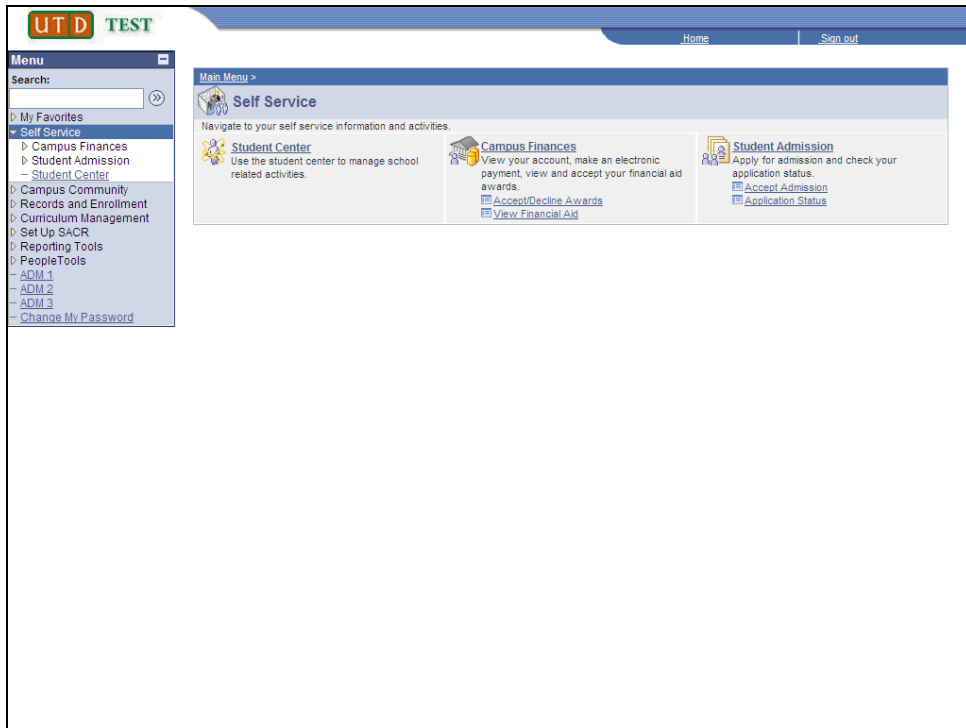 UTD TEST
Home Sign out
Menu
Search:
My Favorites
Self Service
Campus Finances
Student Admission
Student Center
Campus Community
Records and Enrollment
Curriculum Management
Set Up SACR
Reporting Tools
PeopleTools
ADM 1
ADM 2
ADM 3
Change My Password
Main Menu >
Self Service
Navigate to your self service information and activities.
Student Center
Use the student center to manage school
related activities.
Campus Finances
View your account, make an electronic
payment, view and accept your financial aid
awards.
Accept/Decline Awards
View Financial Aid
Student Admission
Apply for admission and check your
application status.
Accept Admission
Application Status